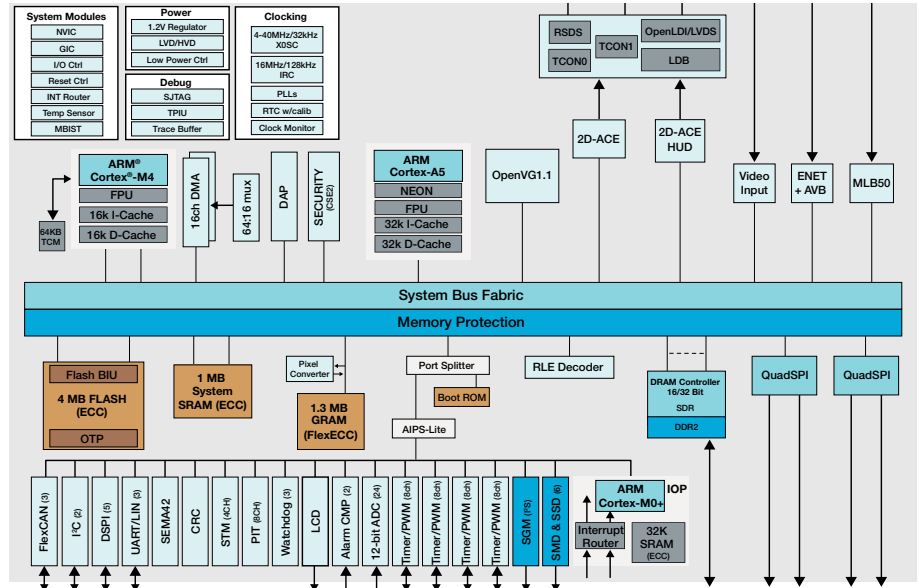 System Modules
NVIC
GIC
I/O Ctrl
Reset Ctrl
INT Router
Temp Sensor
MBIST
Power
1.2V Regulator
LVD/HVD
Low Power Ctrl
Debug
SJTAG
TPIU
Trace Buffer
Clocking
4-40MHz/32kHz
X0SC
16MHz/128kHz
IRC
PLLs
RTC w/calib
Clock Monitor
RSDS
TCON0
TCON1
OpenLDI/LVDS
LDB
ARM®
Cortex®-M4
FPU
16k I-Cache
16k D-Cache
64KB
TCM
16ch DMA
64:16 mux
DAP
SECURITY
(CSE2)
ARM
Cortex-A5
NEON
FPU
32k I-Cache
32k D-Cache
OpenVG1.1
2D-ACE
2D-ACE
HUD
Video
Input
ENET
+ AVB
MLB50
System Bus Fabric
Memory Protection
Flash BIU
4 MB FLASH
(ECC)
OTP
1 MB
System
SRAM (ECC)
Pixel
Converter
1.3 MB
GRAM
(FlexECC)
Port Splitter
Boot ROM
AIPS-Lite
RLE Decoder
DRAM Controller
16/32 Bit
SDR
DDR2
QuadSPI
QuadSPI
FlexCAN (3)
I²C (2)
DSPI (5)
UART/LIN (3)
SEMA42
CRC
STM (4CH)
PIT (8CH)
Watchdog (3)
LCD
Alarm CMP (2)
12-bit ADC (24)
Timer/PWM (8ch)
Timer/PWM (8ch)
Timer/PWM (8ch)
Timer/PWM (8ch)
SGM (FS)
SMD & SSD (6)
ARM
Cortex-M0+
IOP
Interrupt
Router
32K
SRAM
(ECC)